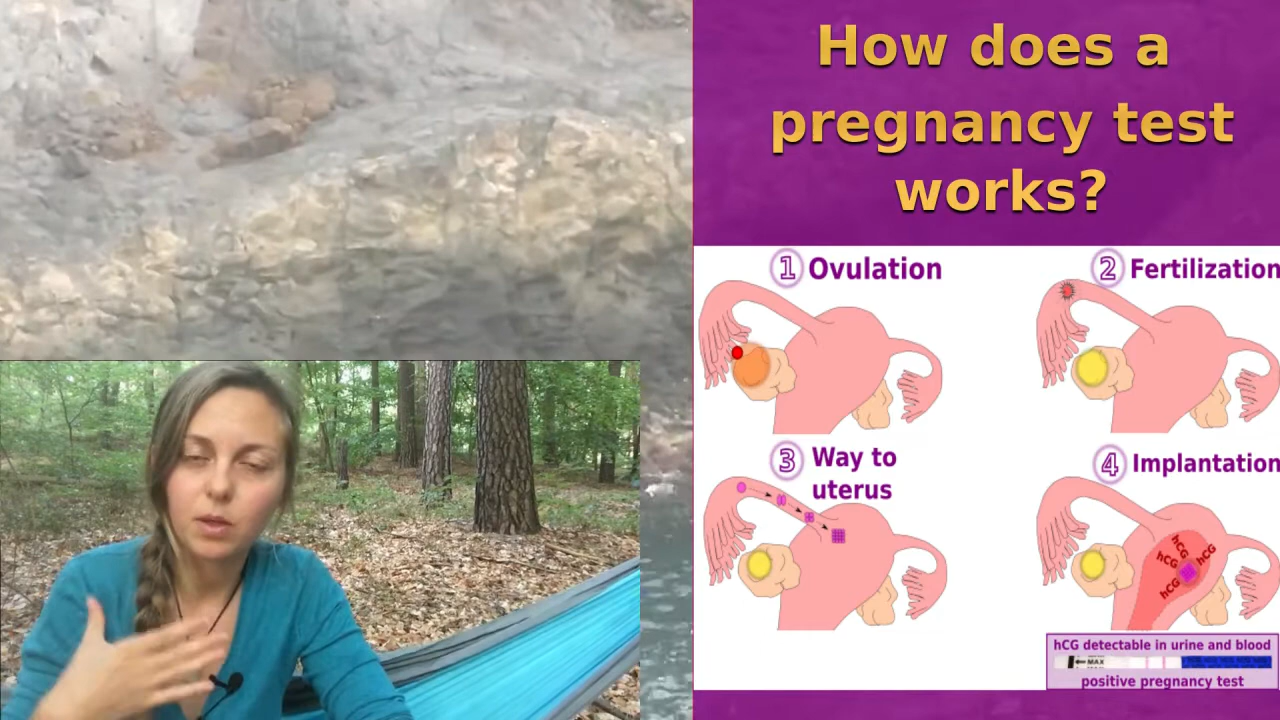 How does a
pregnancy test
works?
1 Ovulation
2 Fertilization
3 Way to
uterus
4 Implantation
hCG
hCG
hCG
hCG
hCG detectable in urine and blood
MAX
positive pregnancy test